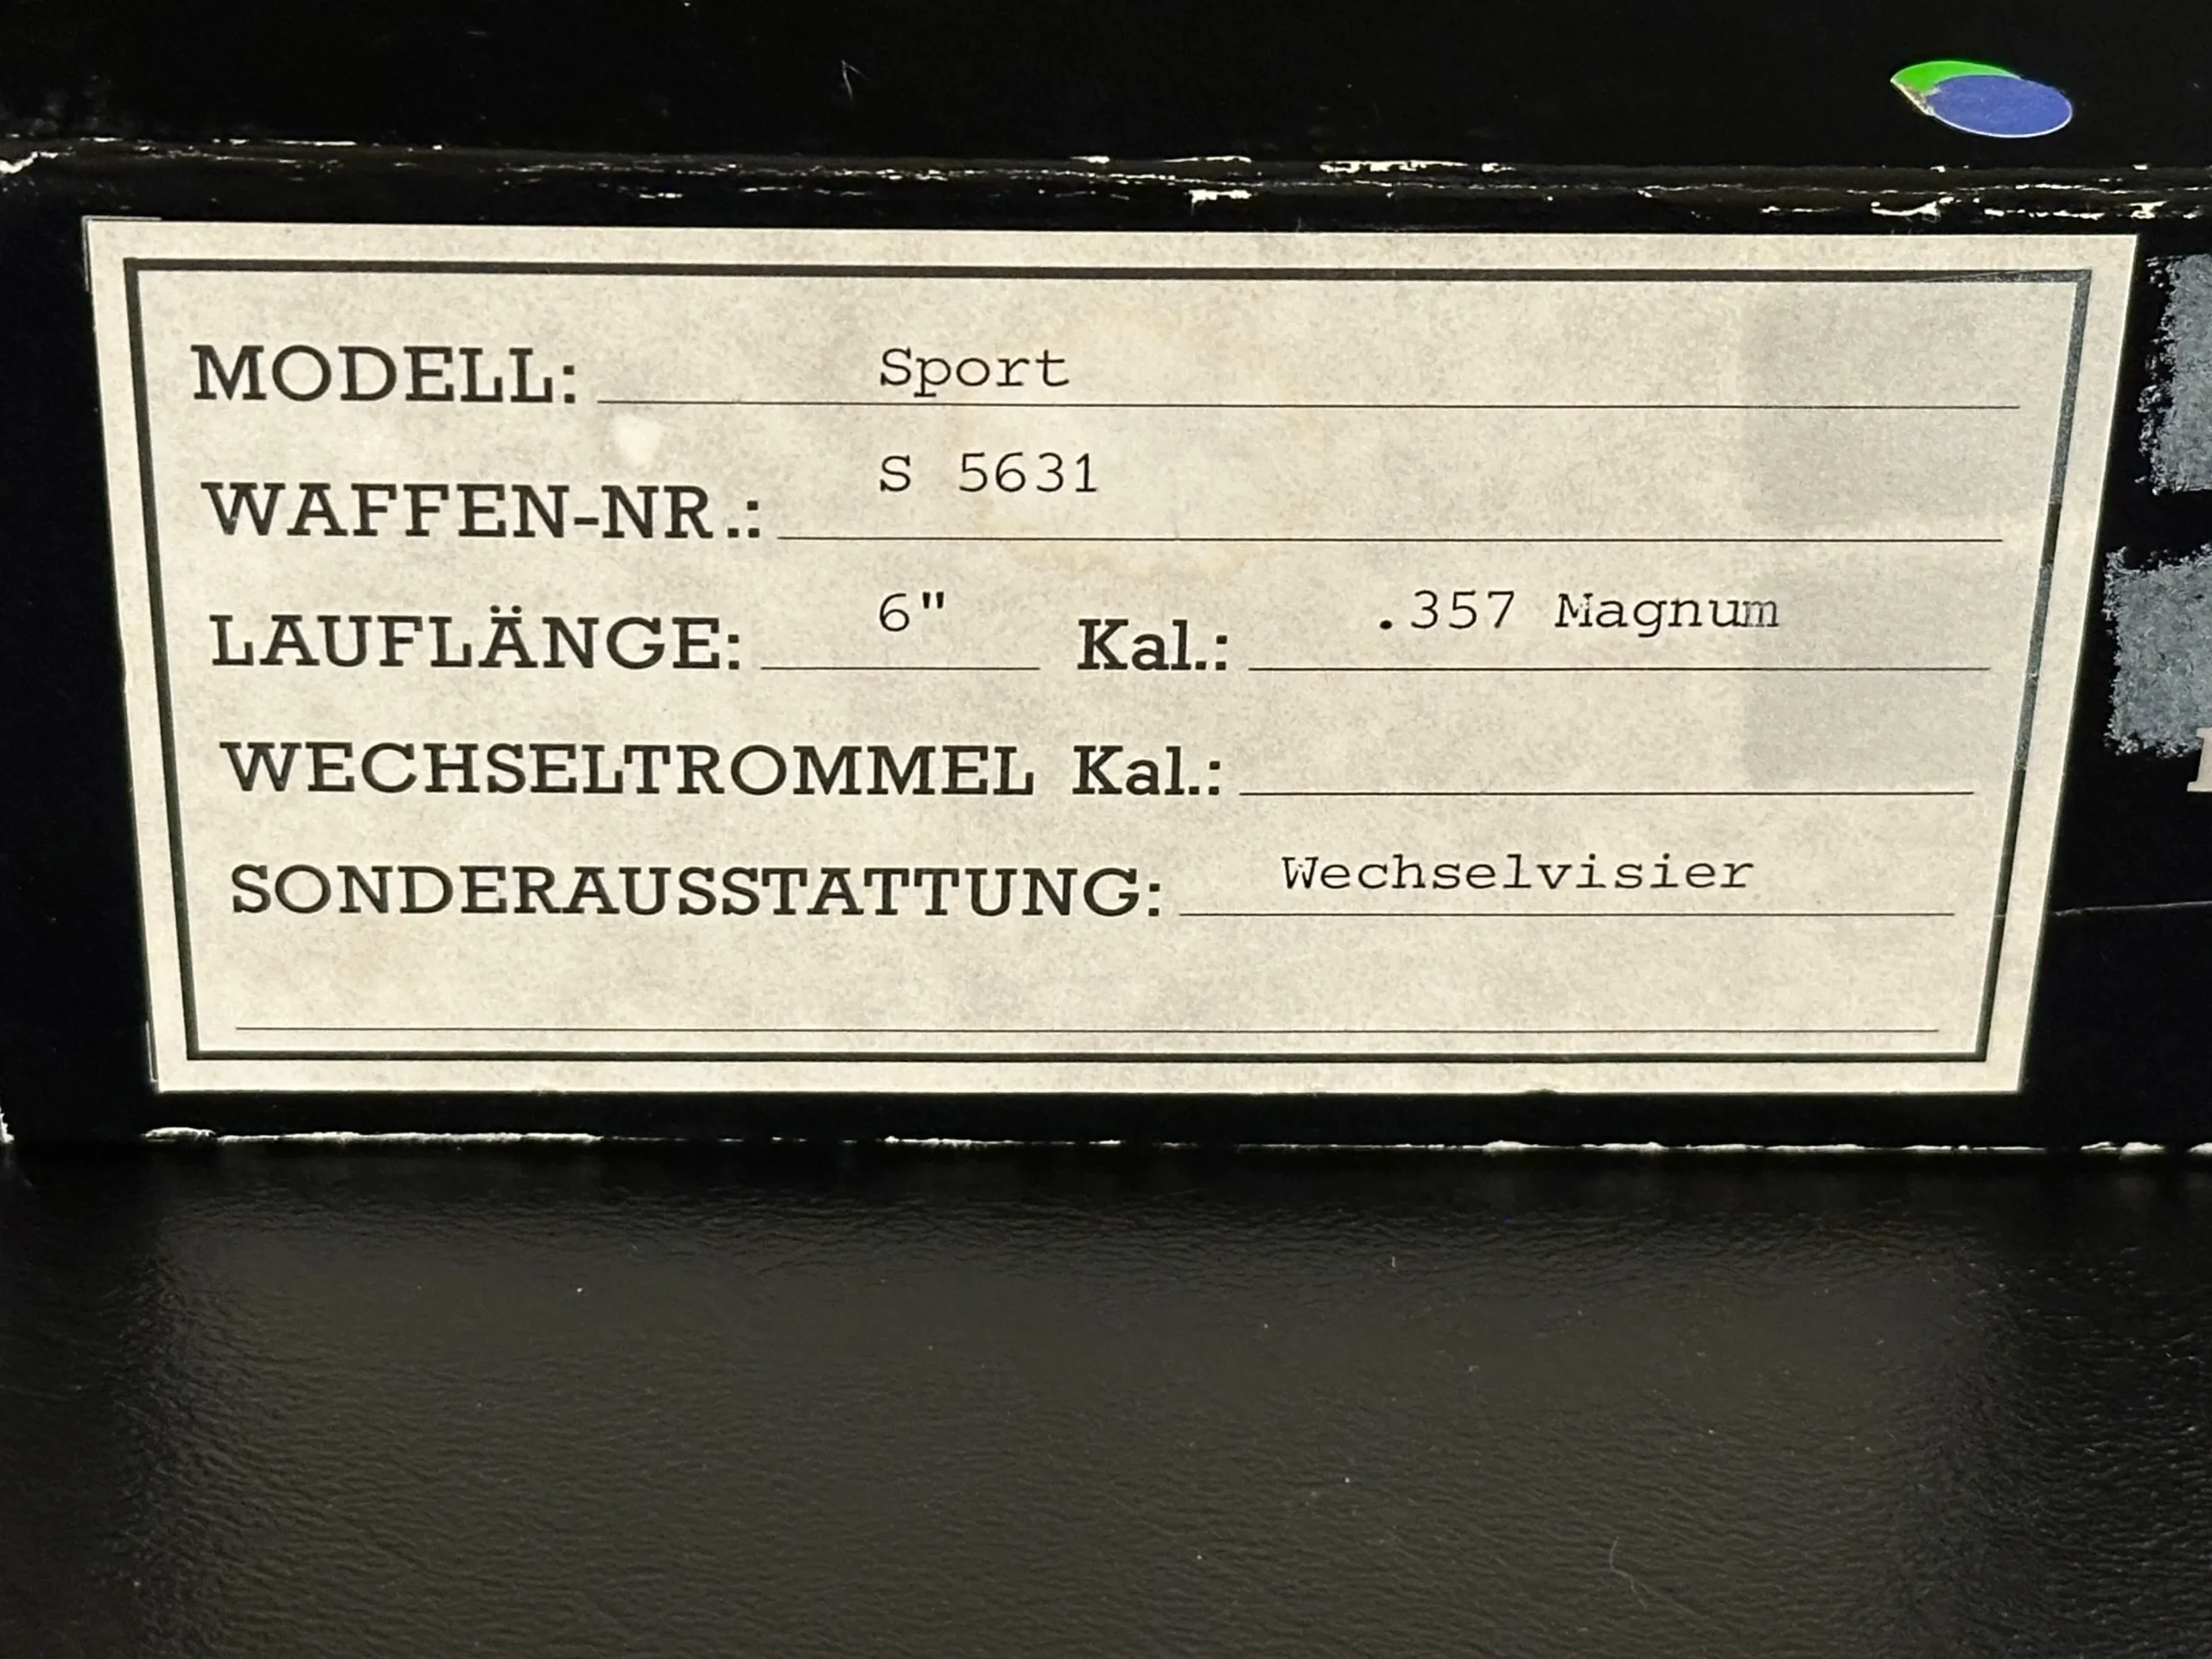 MODELL: Sport
WAFFEN-NR.: S 5631
LAUFLÄNGE: 6" Kal.: .357 Magnum
WECHSELTROMMEL Kal.:
SONDERAUSSTATTUNG: Wechselvisier